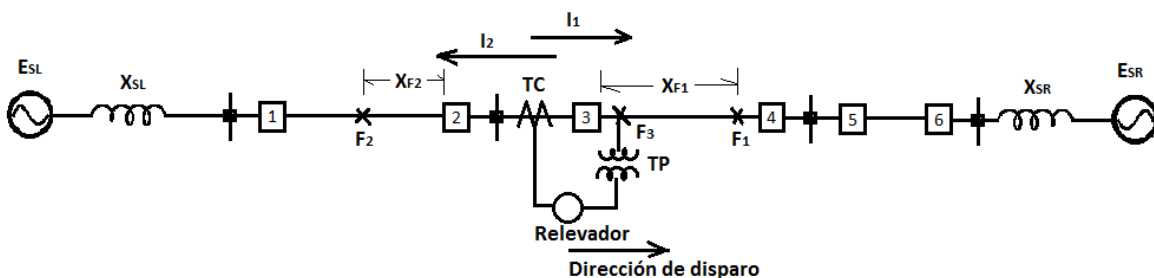 I1
I2
ESL
XSL
XF2
TC
XF1
XSR
ESR
1
2
3
4
5
6
F2
F3
F1
TP
Relevador
Dirección de disparo